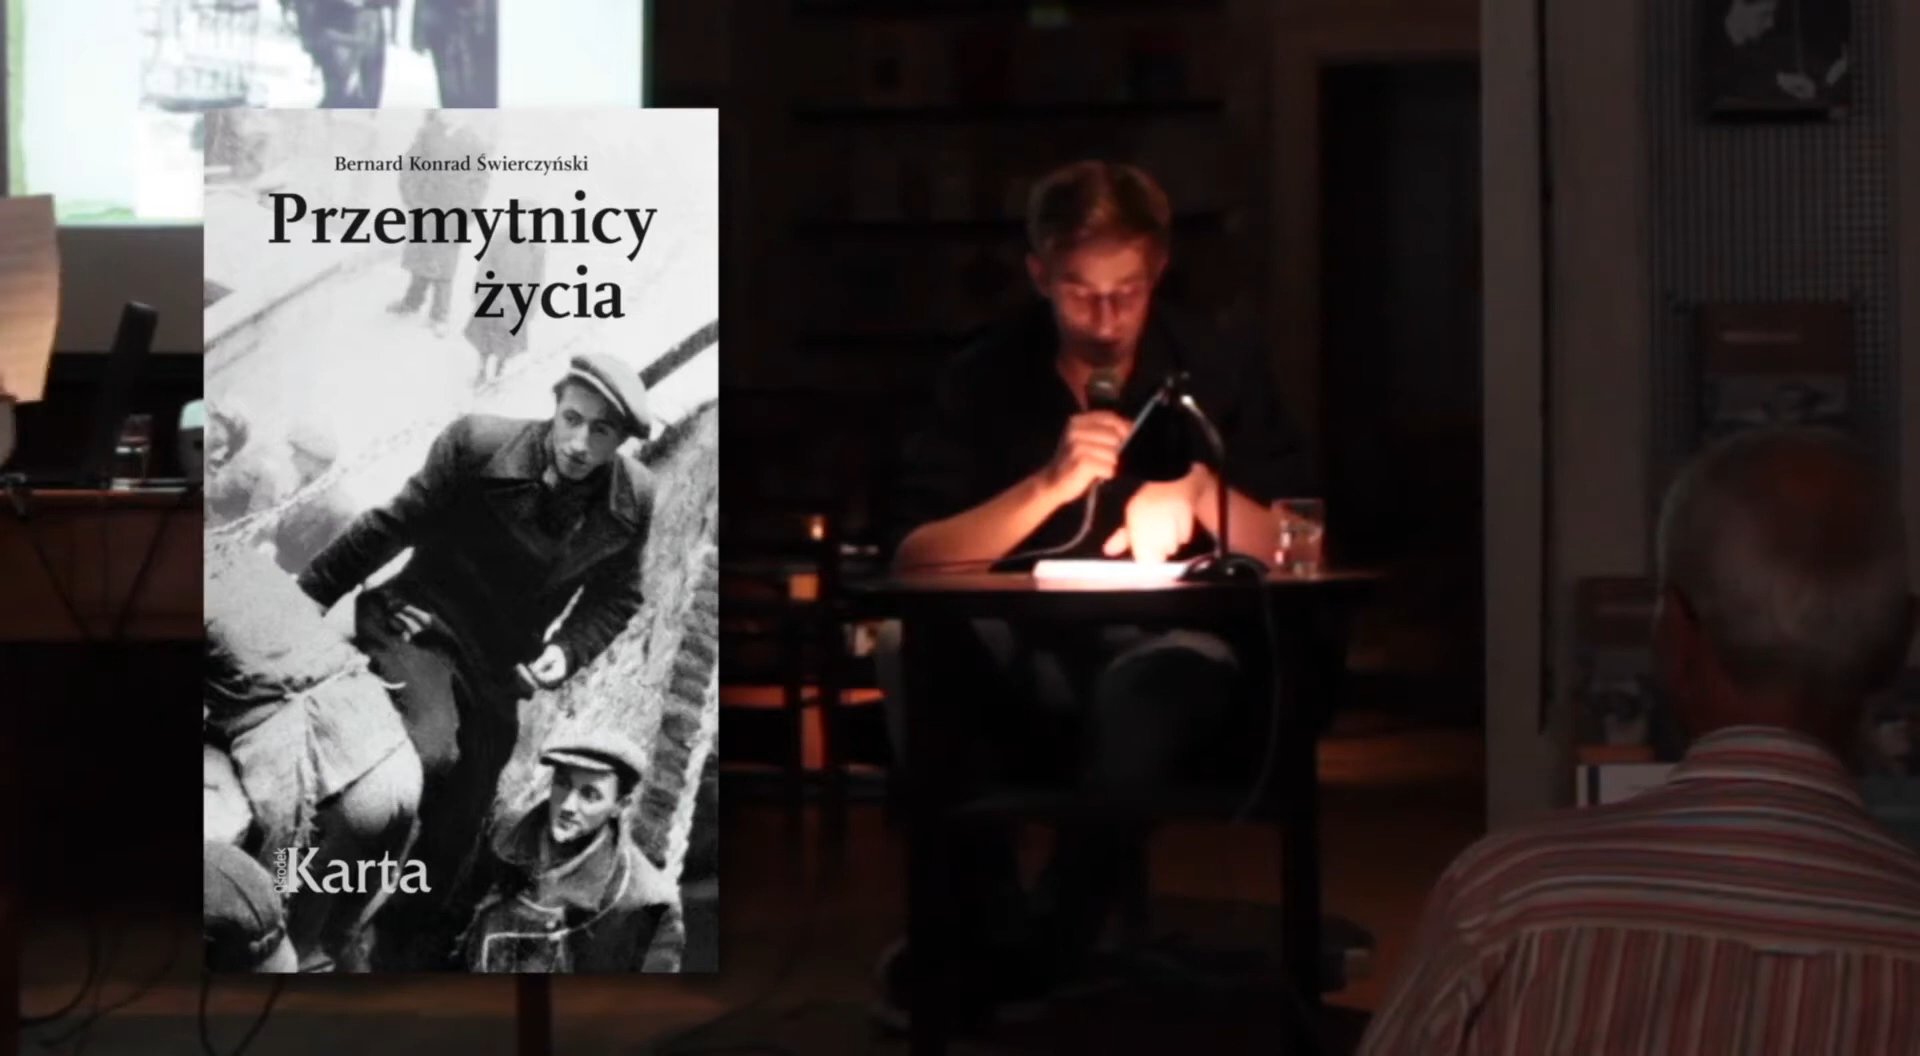 Bernard Konrad Świerczyński
Przemytnicy
życia
Ośrodek
Karta